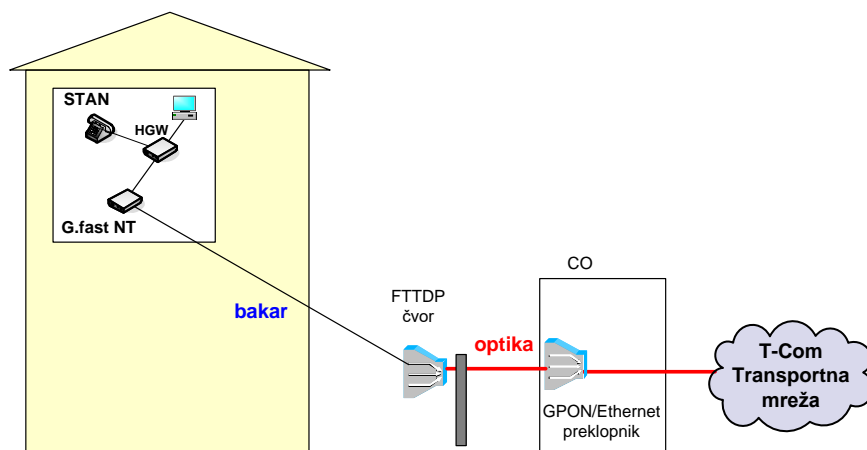 STAN
HGW
G.fast NT
bakar
FTTDP
čvor
optika
CO
GPON/Ethernet
preklopnik
T-Com
Transportna
mreža